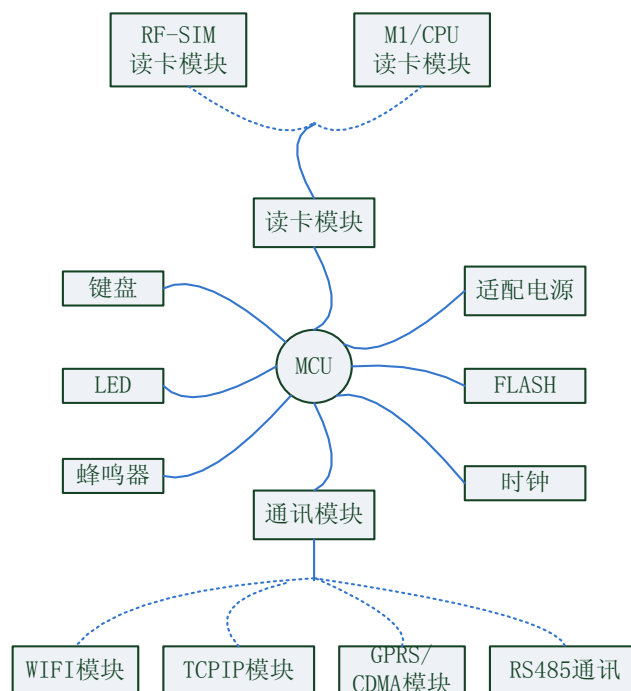 RF-SIM
读卡模块
M1/CPU
读卡模块
读卡模块
键盘
适配电源
MCU
LED
FLASH
蜂鸣器
时钟
通讯模块
WIFI模块
TCPIP模块
GPRS/
CDMA模块
RS485通讯